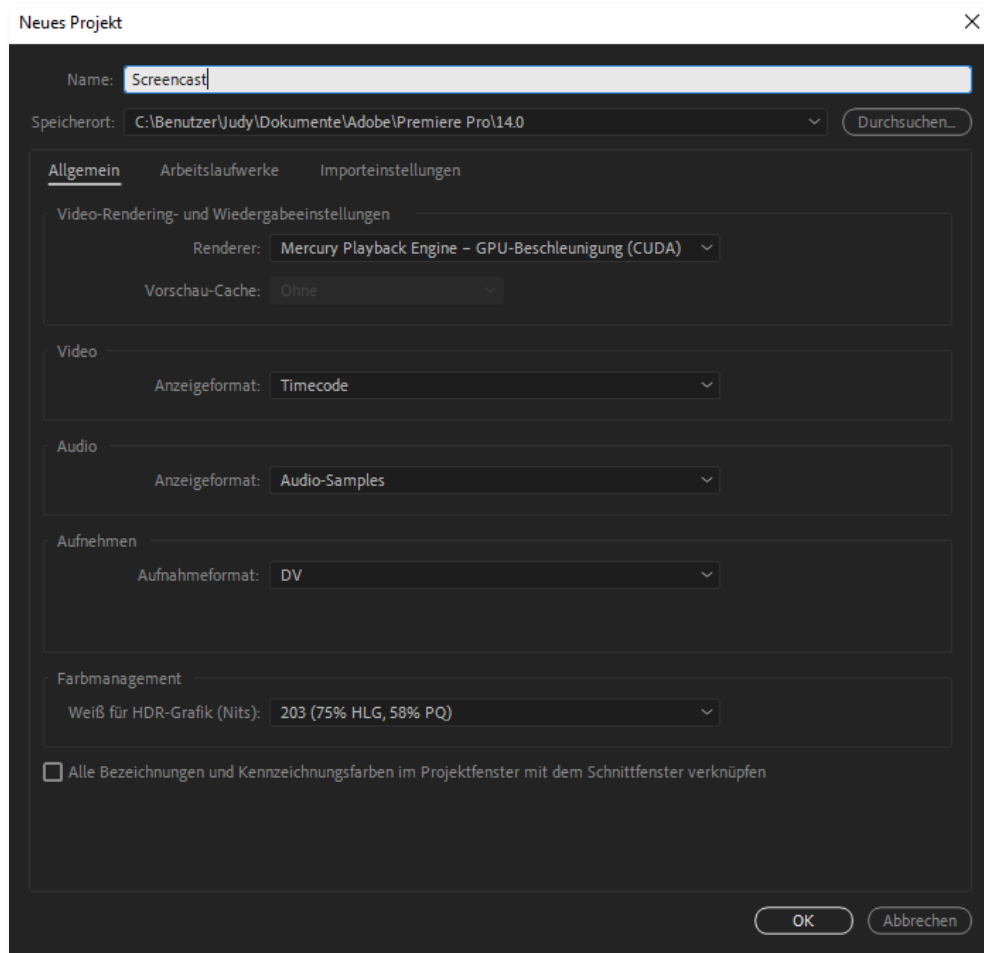 Neues Projekt
Name: Screencast
Speicherort: C:\Benutzer\Judy\Dokumente\Adobe\Premiere Pro\14.0 Durchsuchen...
Allgemein Arbeitslaufwerke Importeinstellungen
Video-Rendering- und Wiedergabeeinstellungen
Renderer: Mercury Playback Engine – GPU-Beschleunigung (CUDA)
Vorschau-Cache: Ohne
Video
Anzeigeformat: Timecode
Audio
Anzeigeformat: Audio-Samples
Aufnehmen
Aufnahmeformat: DV
Farbmanagement
Weiß für HDR-Grafik (Nits): 203 (75% HLG, 58% PQ)
Alle Bezeichnungen und Kennzeichnungsfarben im Projektfenster mit dem Schnittfenster verknüpfen
OK Abbrechen